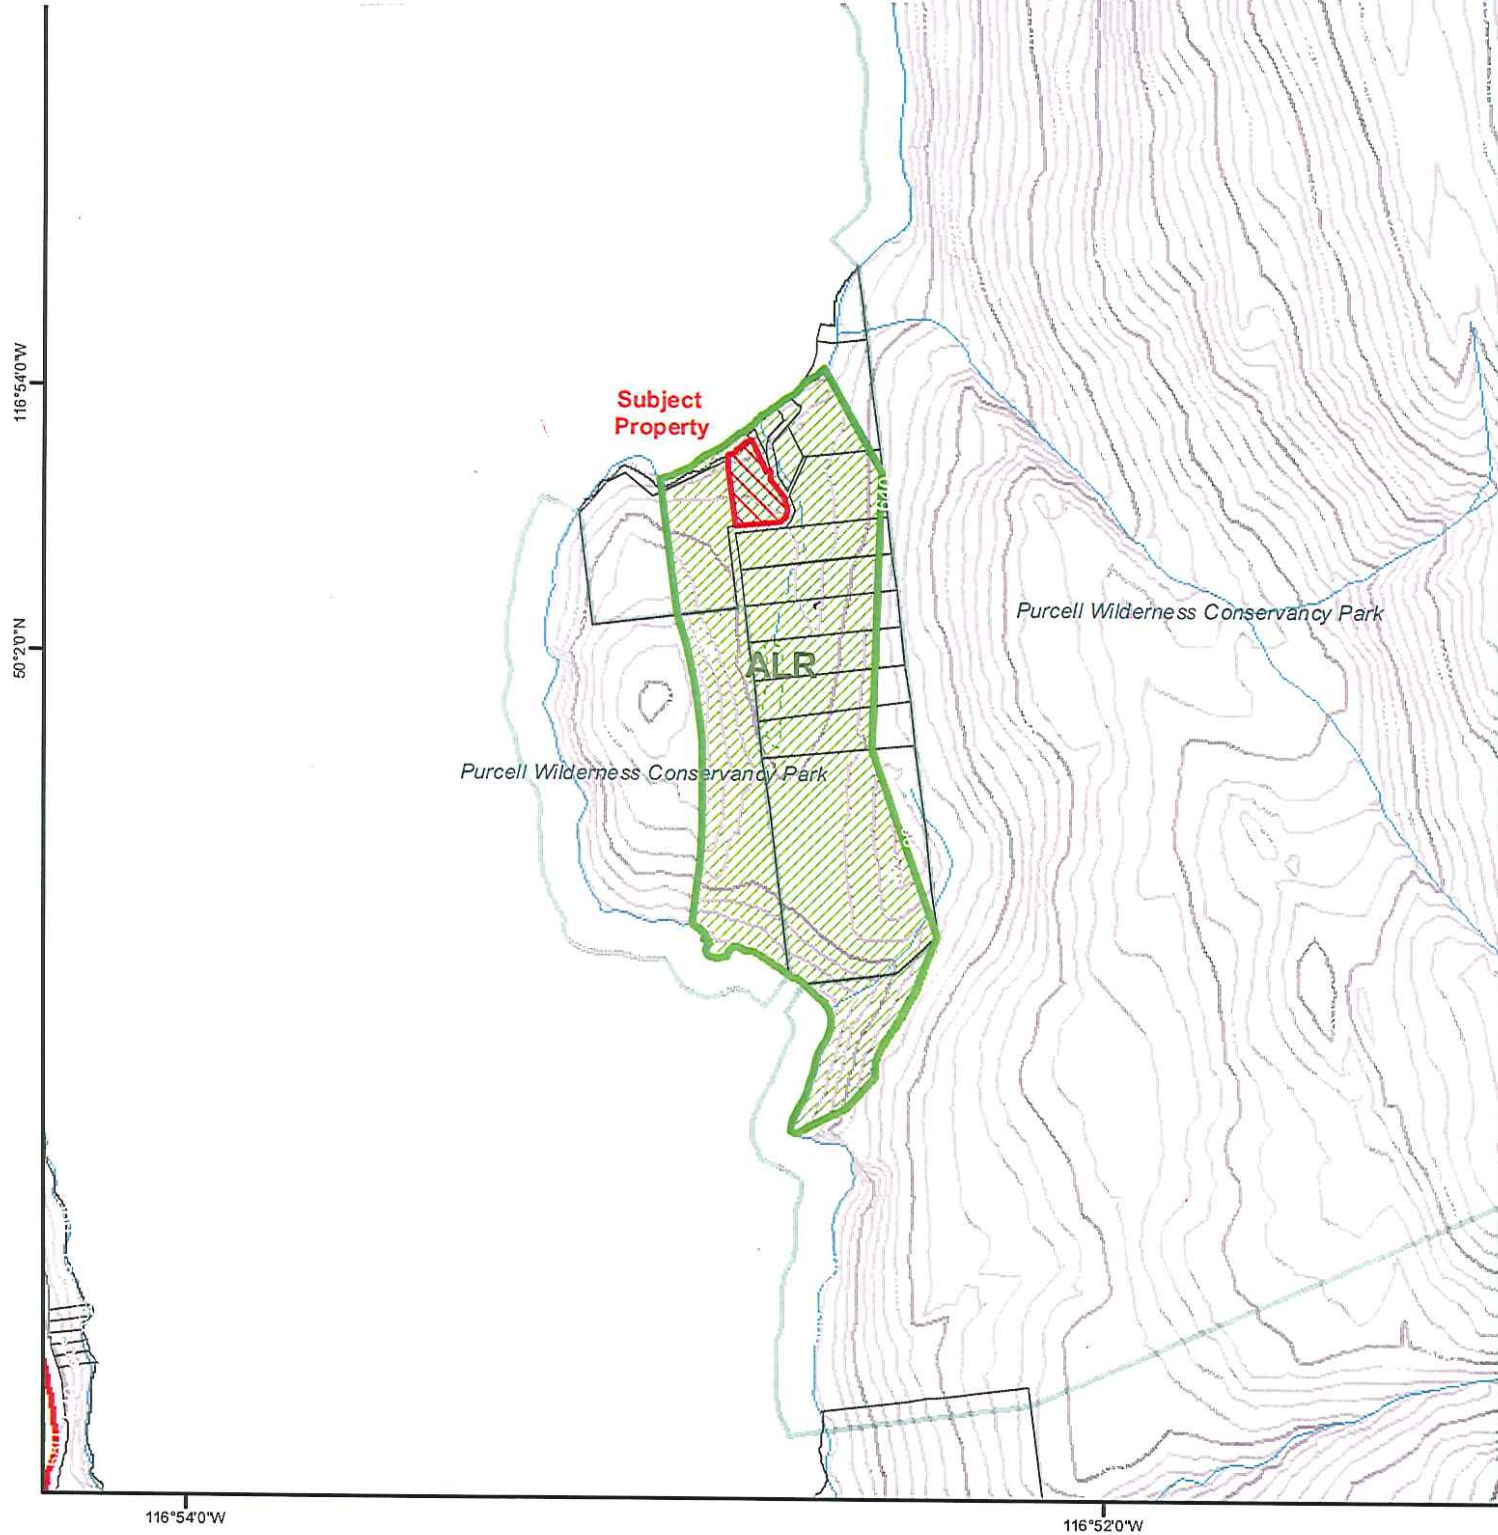 116°54'0"W
Subject
Property
640
Purcell Wilderness Conservancy Park
50°2'0"N
ALR
Purcell Wilderness Conservancy Park
116°54'0"W
116°52'0"W